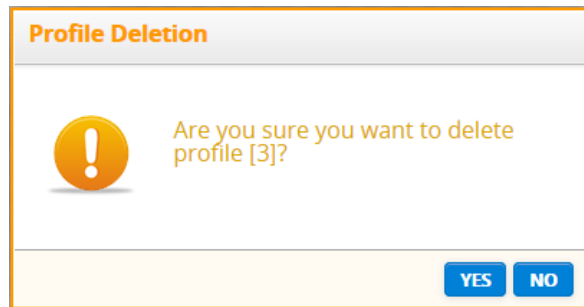 Profile Deletion
Are you sure you want to delete
profile [3]?
YES NO